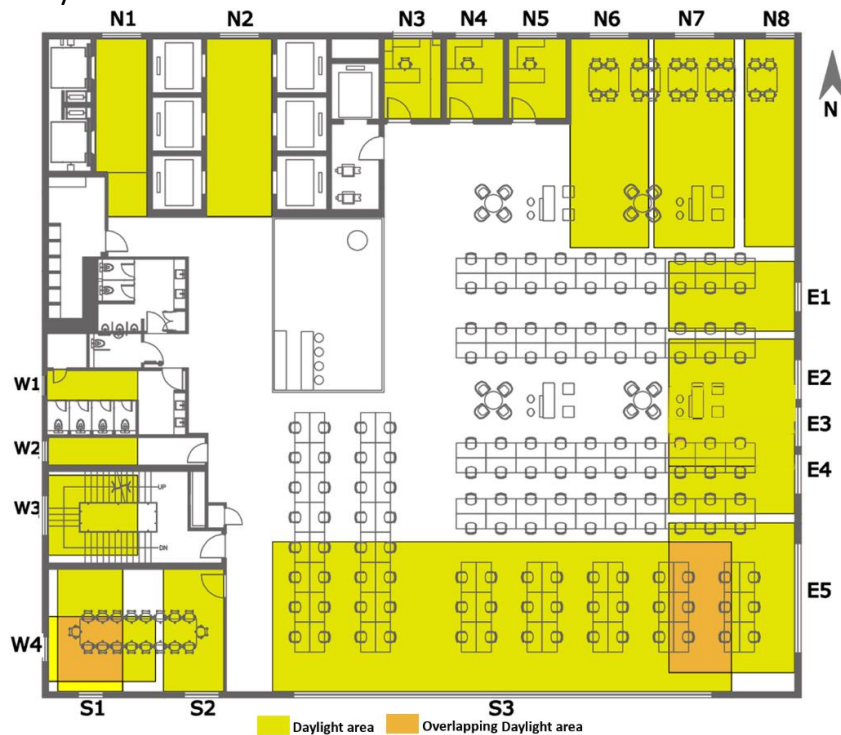 N1 N2 N3 N4 N5 N6 N7 N8
N
E1
W1 E2
E3
W2 E4
UP
W3
DN
E5
W4
S1 S2 S3
Daylight area Overlapping Daylight area